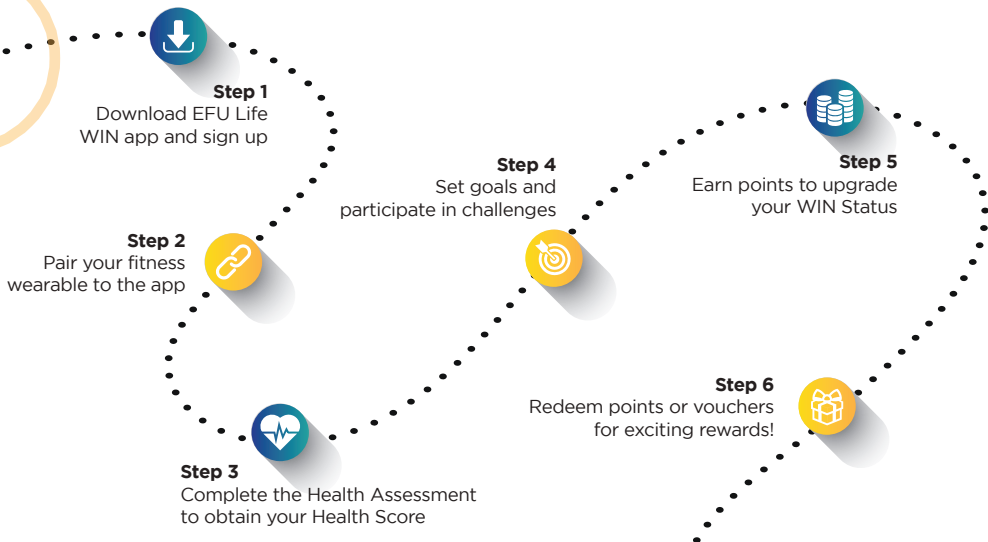 Step 1
Download EFU Life
WIN app and sign up
Step 2
Pair your fitness
wearable to the app
Step 3
Complete the Health Assessment
to obtain your Health Score
Step 4
Set goals and
participate in challenges
Step 5
Earn points to upgrade
your WIN Status
Step 6
Redeem points or vouchers
for exciting rewards!